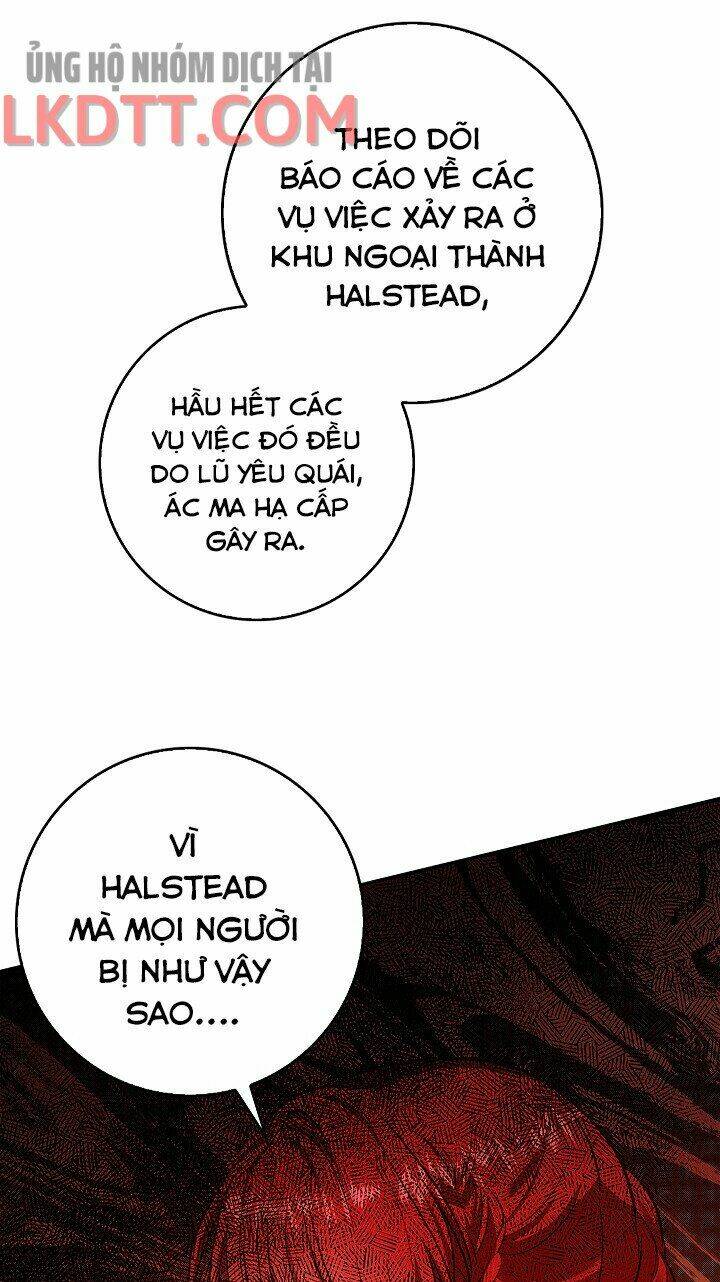 ỦNG HỘ NHÓM DỊCH TẠI
LKDTT.COM
THEO DÕI
BÁO CÁO VỀ CÁC
VỤ VIỆC XẢY RA Ở
KHU NGOẠI THÀNH
HALSTEAD,
HẦU HẾT CÁC
VỤ VIỆC ĐÓ ĐỀU
DO LŨ YÊU QUÁI,
ÁC MA HẠ CẤP
GÂY RA.
VÌ
HALSTEAD
MÀ MỌI NGƯỜI
BỊ NHƯ VẬY
SAO....